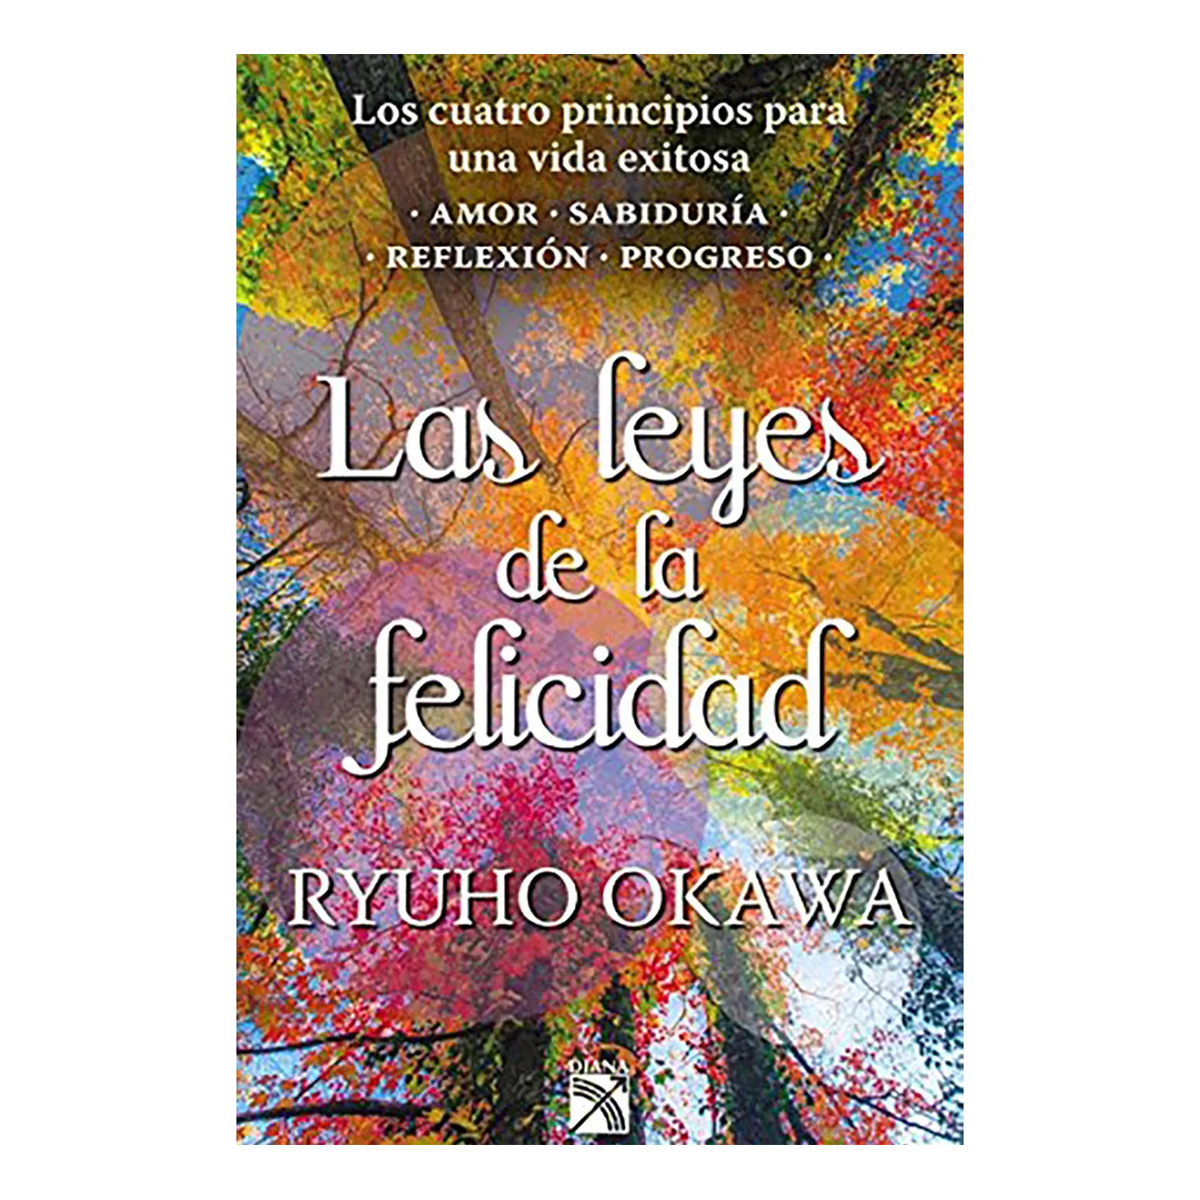 Los cuatro principios para
una vida exitosa
· AMOR · SABIDURÍA ·
· REFLEXIÓN · PROGRESO ·
Las leyes
de la
felicidad
RYUHO OKAWA
DIANA